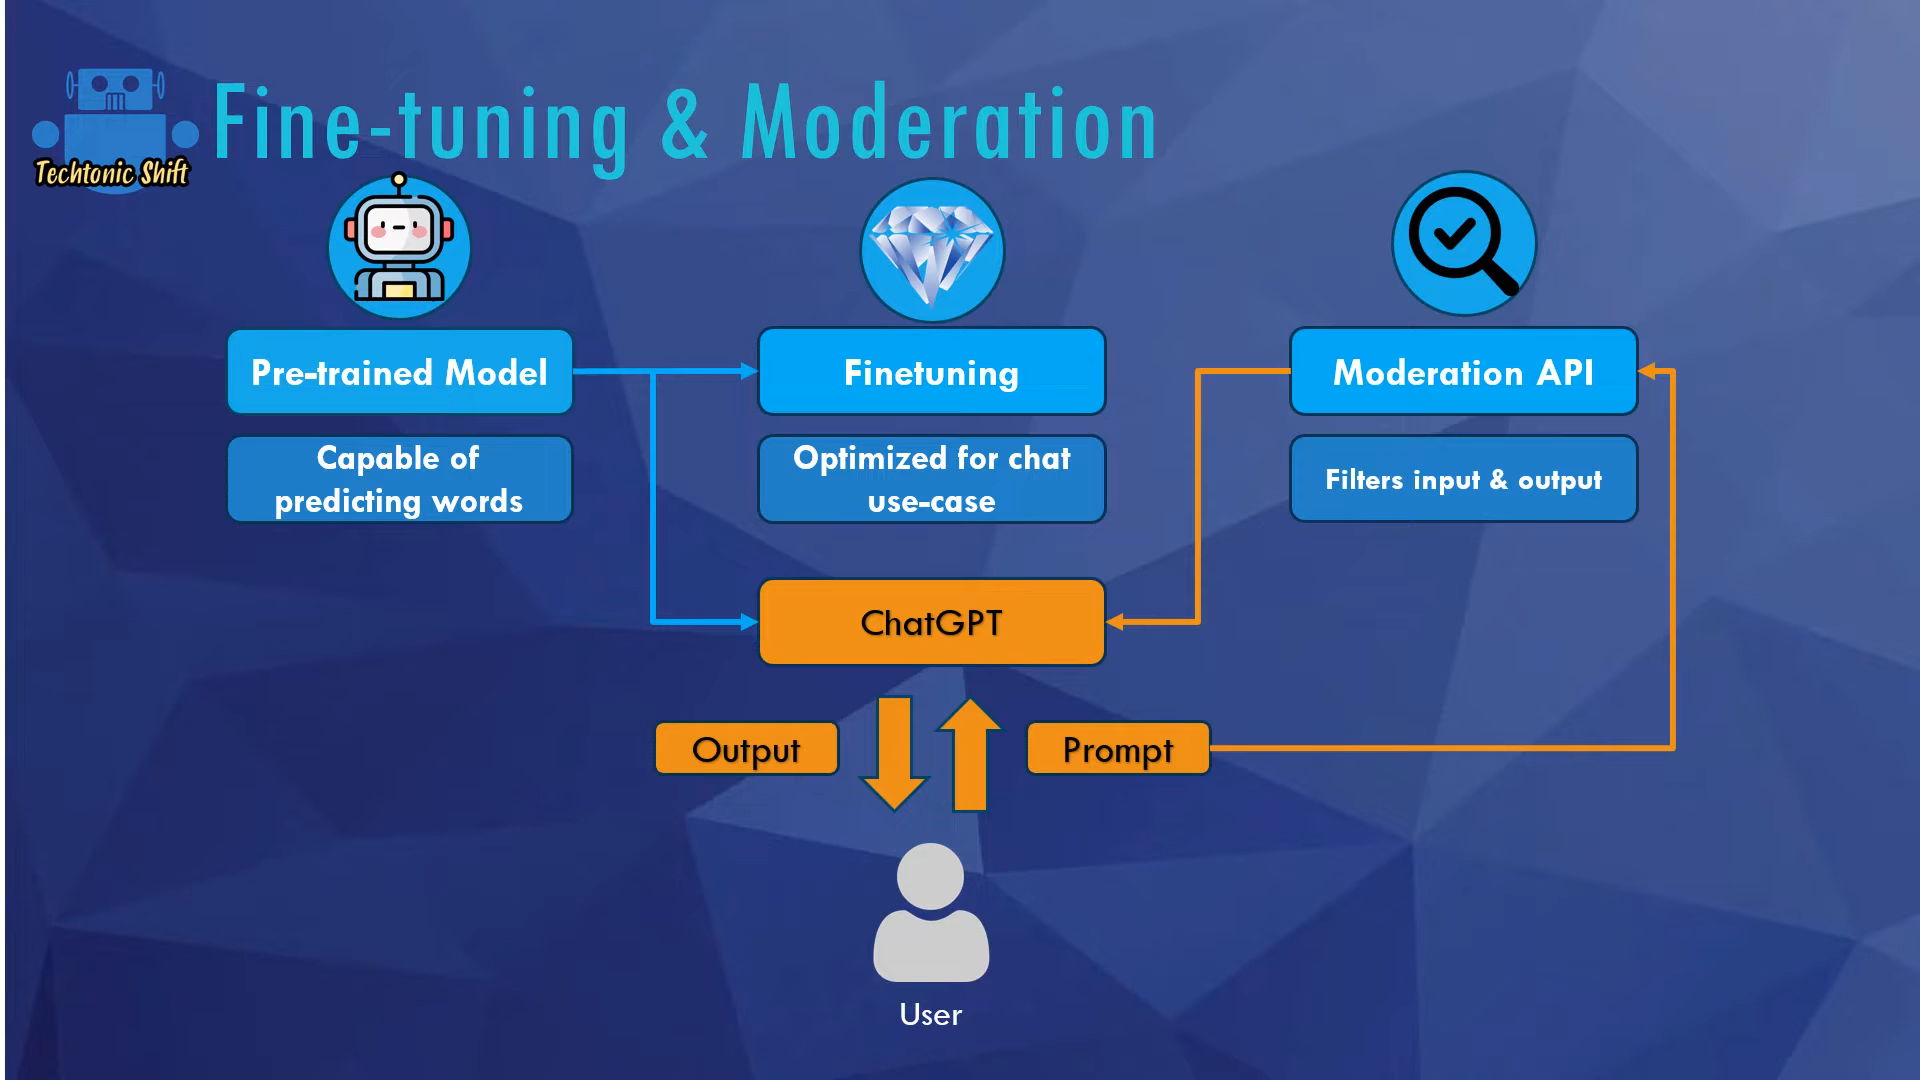 Fine-tuning & Moderation
Techtonic Shift
Pre-trained Model
Capable of
predicting words
Finetuning
Optimized for chat
use-case
Moderation API
Filters input & output
ChatGPT
Output
Prompt
User